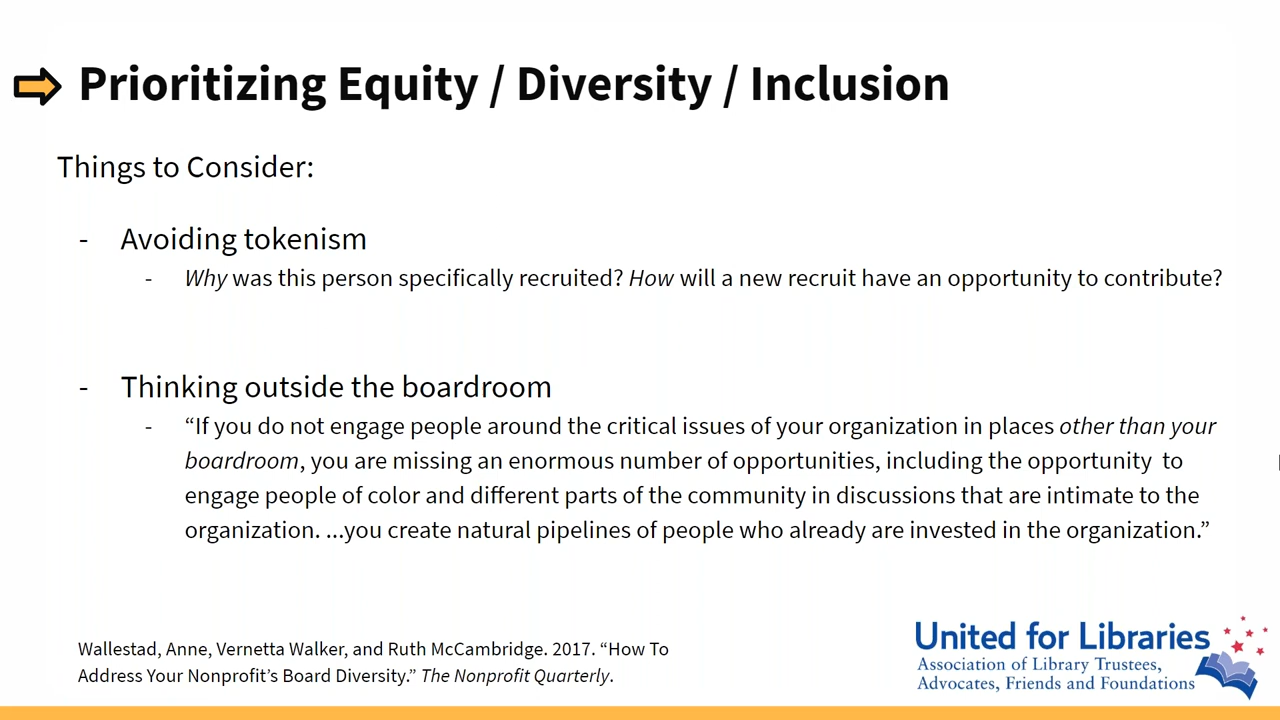 Prioritizing Equity / Diversity / Inclusion
Things to Consider:
- Avoiding tokenism
- Why was this person specifically recruited? How will a new recruit have an opportunity to contribute?
- Thinking outside the boardroom
- “If you do not engage people around the critical issues of your organization in places other than your
boardroom, you are missing an enormous number of opportunities, including the opportunity to
engage people of color and different parts of the community in discussions that are intimate to the
organization. ...you create natural pipelines of people who already are invested in the organization.”
Wallestad, Anne, Vernetta Walker, and Ruth McCambridge. 2017. “How To
Address Your Nonprofit’s Board Diversity.” The Nonprofit Quarterly.
United for Libraries
Association of Library Trustees,
Advocates, Friends and Foundations